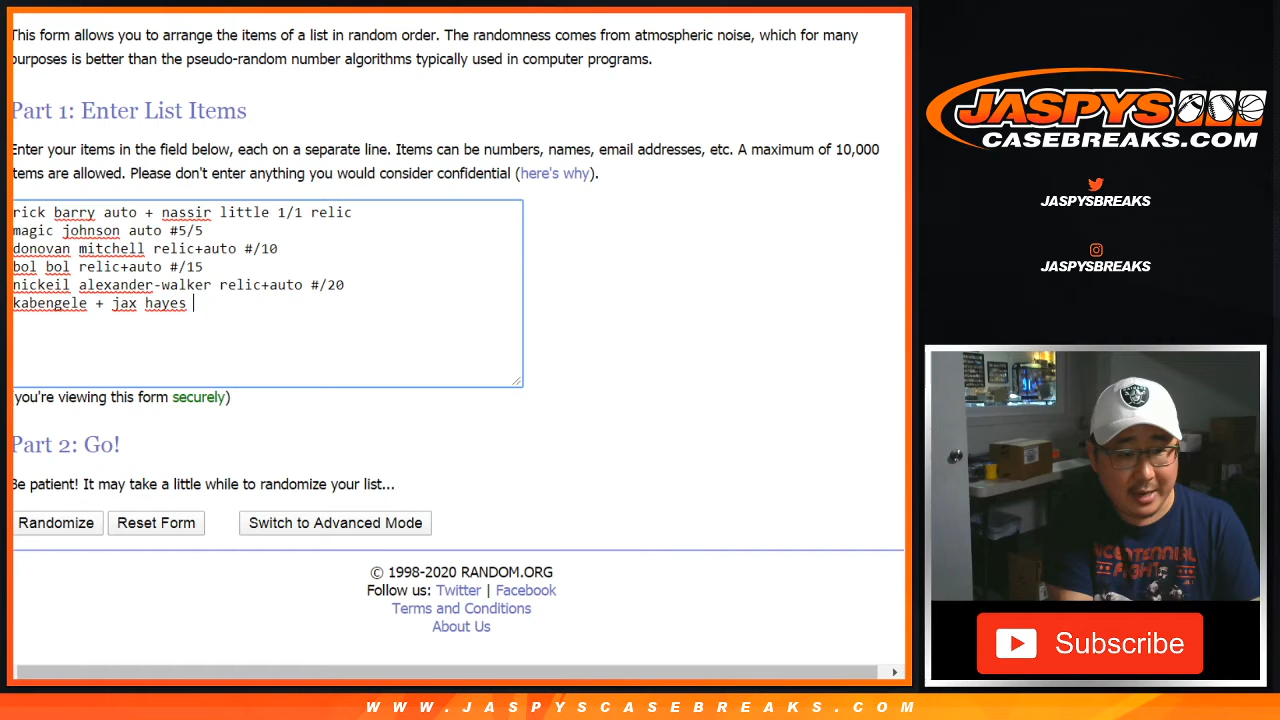 This form allows you to arrange the items of a list in random order. The randomness comes from atmospheric noise, which for many
purposes is better than the pseudo-random number algorithms typically used in computer programs.
Part 1: Enter List Items
Enter your items in the field below, each on a separate line. Items can be numbers, names, email addresses, etc. A maximum of 10,000
items are allowed. Please don't enter anything you would consider confidential (here's why).
rick barry auto + nassir little 1/1 relic
magic johnson auto #5/5
donovan mitchell relic+auto #/10
bol bol relic+auto #/15
nickeil alexander-walker relic+auto #/20
kabengele + jax hayes
you're viewing this form securely)
Part 2: Go!
Be patient! It may take a little while to randomize your list...
Randomize Reset Form Switch to Advanced Mode
© 1998-2020 RANDOM.ORG
Follow us: Twitter | Facebook
Terms and Conditions
About Us
JASPYS
CASEBREAKS.COM
JASPYSBREAKS
JASPYSBREAKS
Subscribe
WWW.JASPYSCASEBREAKS.COM